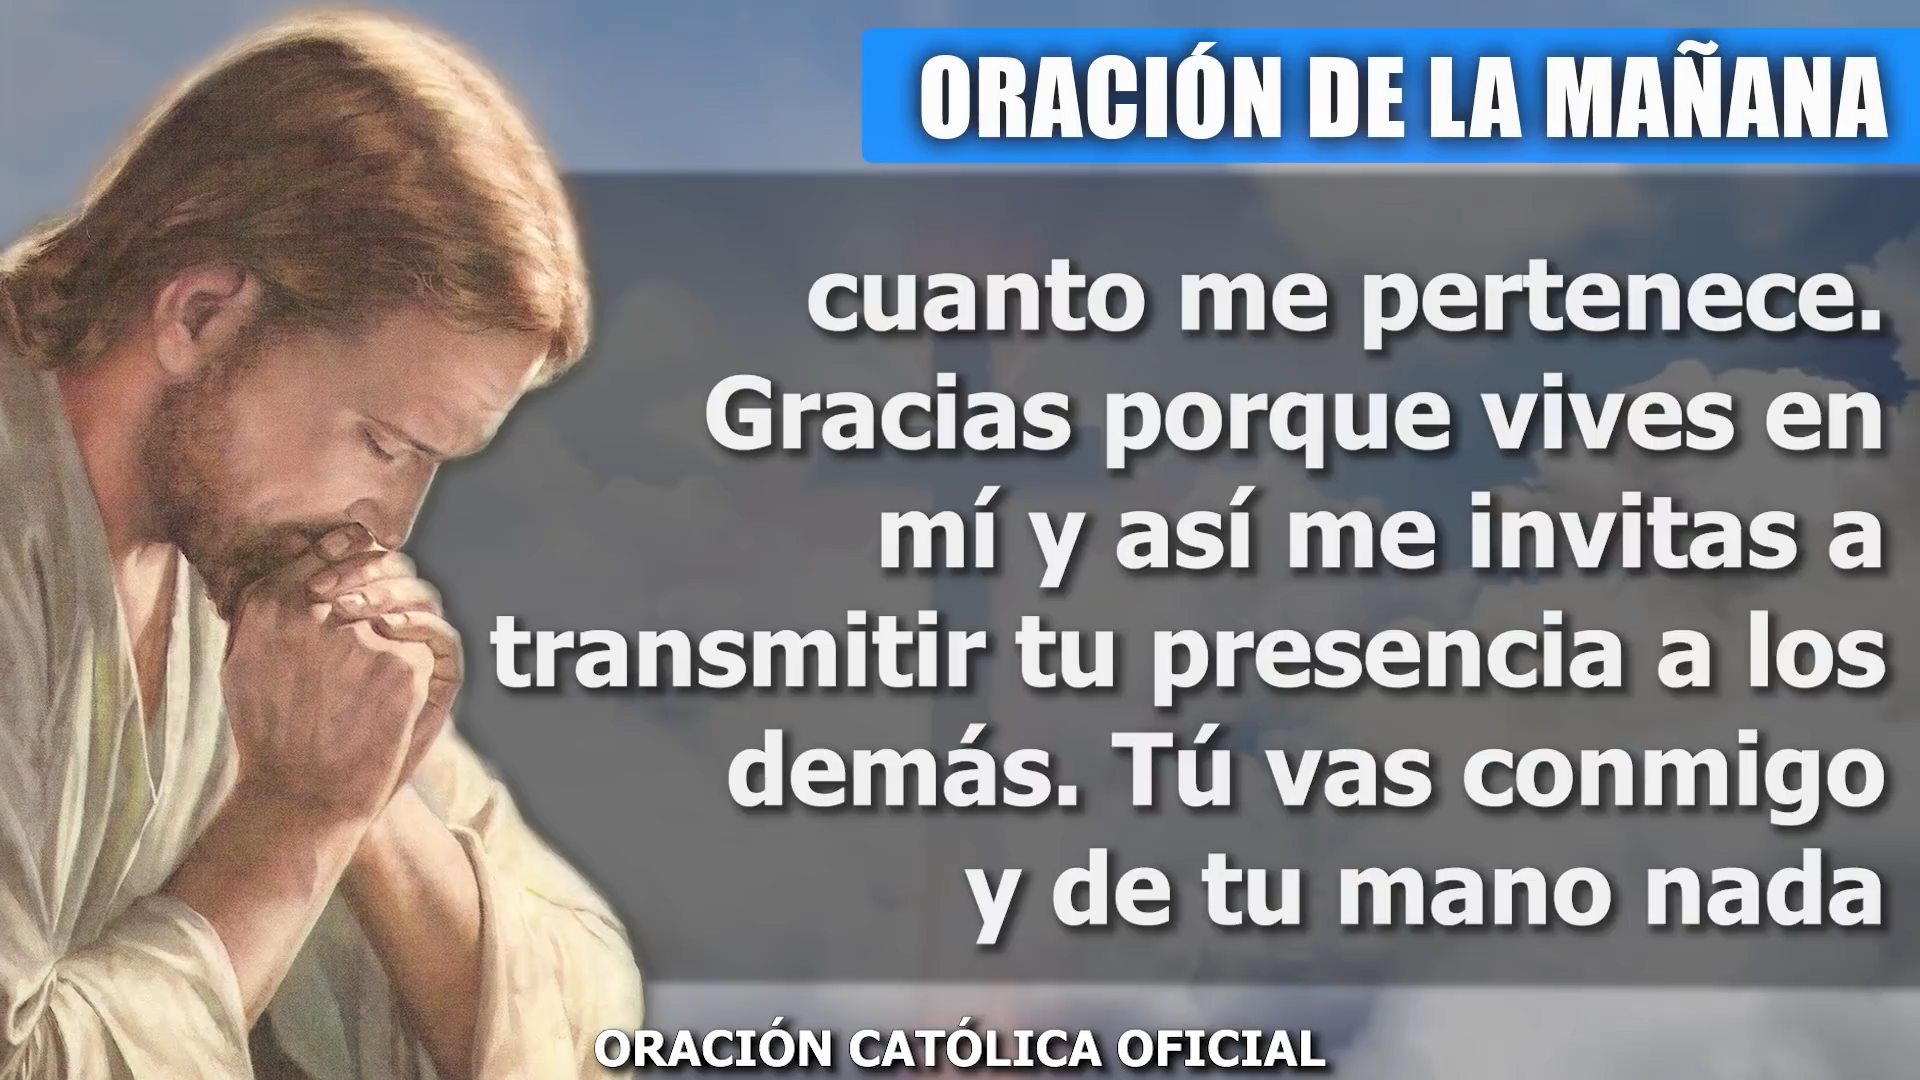 ORACIÓN DE LA MAÑANA
cuanto me pertenece.
Gracias porque vives en
mí y así me invitas a
transmitir tu presencia a los
demás. Tú vas conmigo
y de tu mano nada
ORACIÓN CATÓLICA OFICIAL